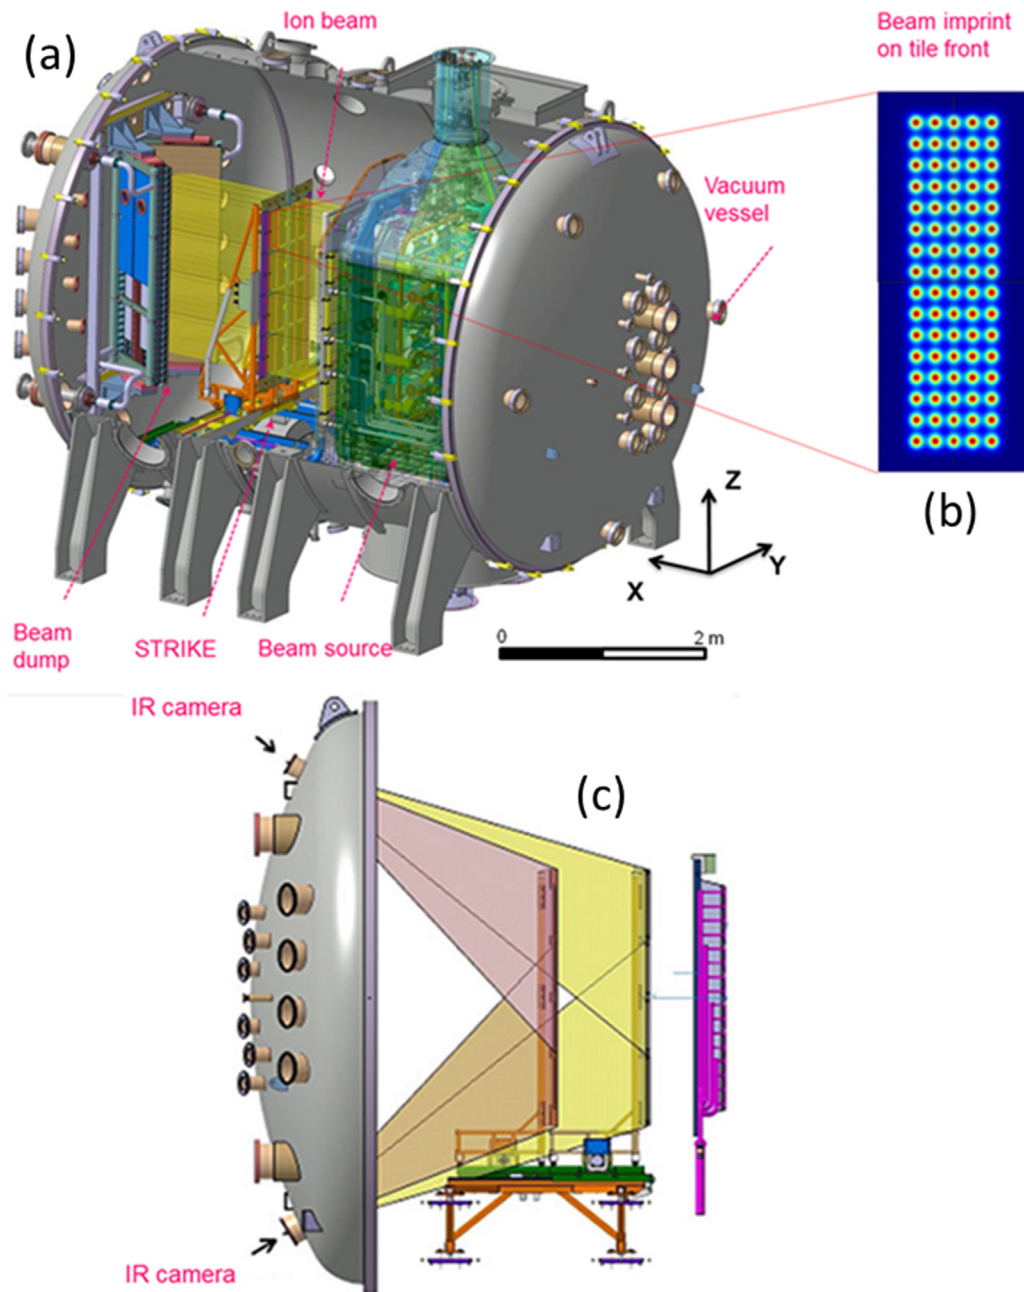 (a)
Ion beam
Beam imprint
on tile front
Vacuum
vessel
(b)
Z
Y
X
Beam
dump
STRIKE
Beam source
0
2 m
IR camera
(c)
IR camera